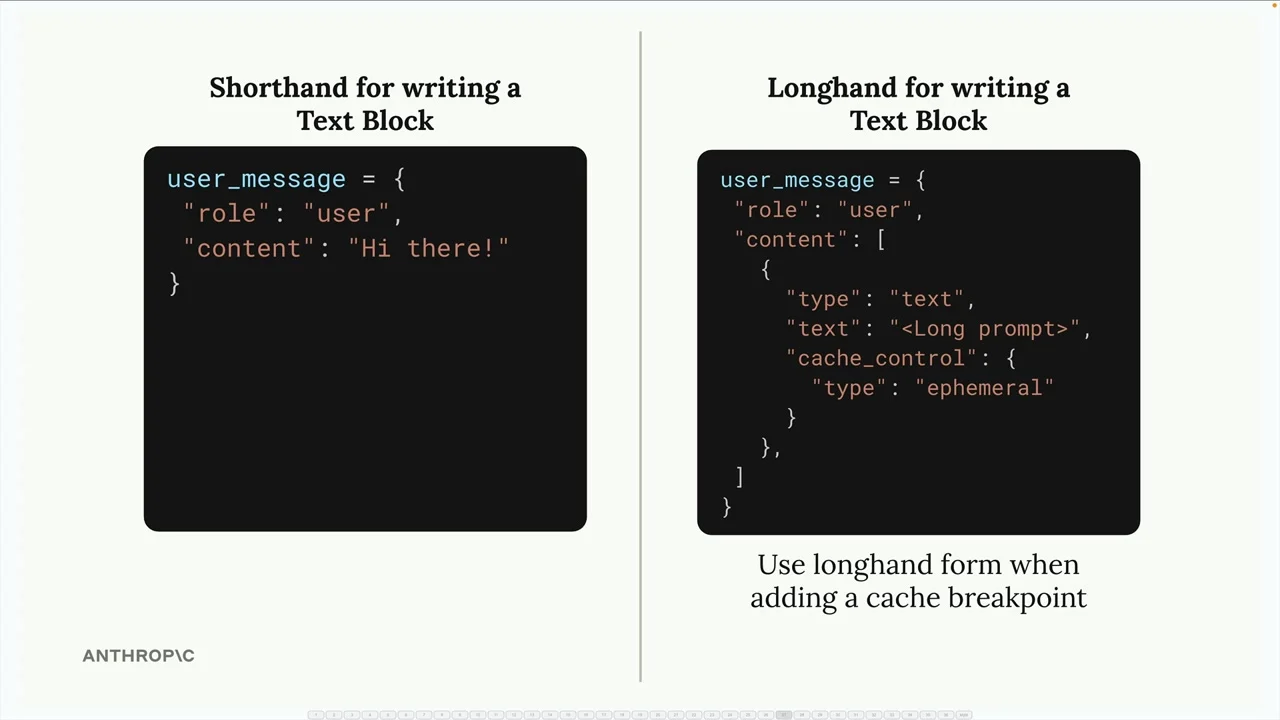 Shorthand for writing a
Text Block
user_message = {
"role": "user",
"content": "Hi there!"
}
Longhand for writing a
Text Block
user_message = {
"role": "user",
"content": [
{
"type": "text",
"text": "<Long prompt>",
"cache_control": {
"type": "ephemeral"
}
},
]
}
Use longhand form when
adding a cache breakpoint
ANTHROP\C